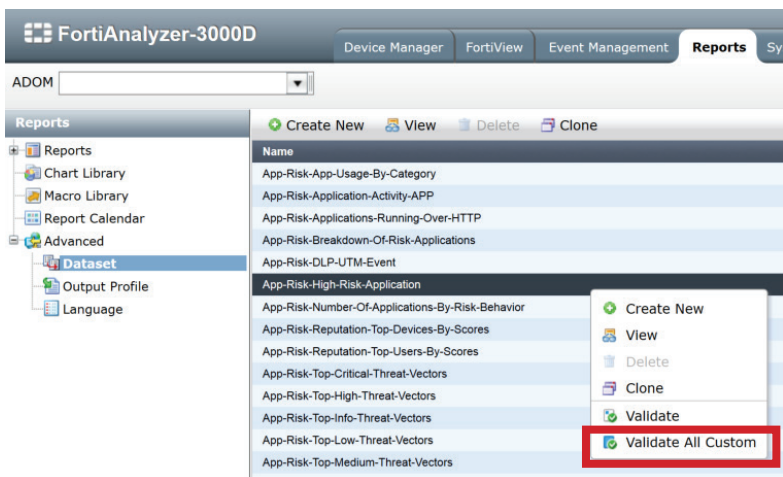 FortiAnalyzer-3000D
Device Manager FortiView Event Management Reports Sy
ADOM
Reports
Create New View Delete Clone
Reports
Chart Library
Macro Library
Report Calendar
Advanced
Dataset
Output Profile
Language
Name
App-Risk-App-Usage-By-Category
App-Risk-Application-Activity-APP
App-Risk-Applications-Running-Over-HTTP
App-Risk-Breakdown-Of-Risk-Applications
App-Risk-DLP-UTM-Event
App-Risk-High-Risk-Application
App-Risk-Number-Of-Applications-By-Risk-Behavior
App-Risk-Reputation-Top-Devices-By-Scores
App-Risk-Reputation-Top-Users-By-Scores
App-Risk-Top-Critical-Threat-Vectors
App-Risk-Top-High-Threat-Vectors
App-Risk-Top-Info-Threat-Vectors
App-Risk-Top-Low-Threat-Vectors
App-Risk-Top-Medium-Threat-Vectors
Create New
View
Delete
Clone
Validate
Validate All Custom